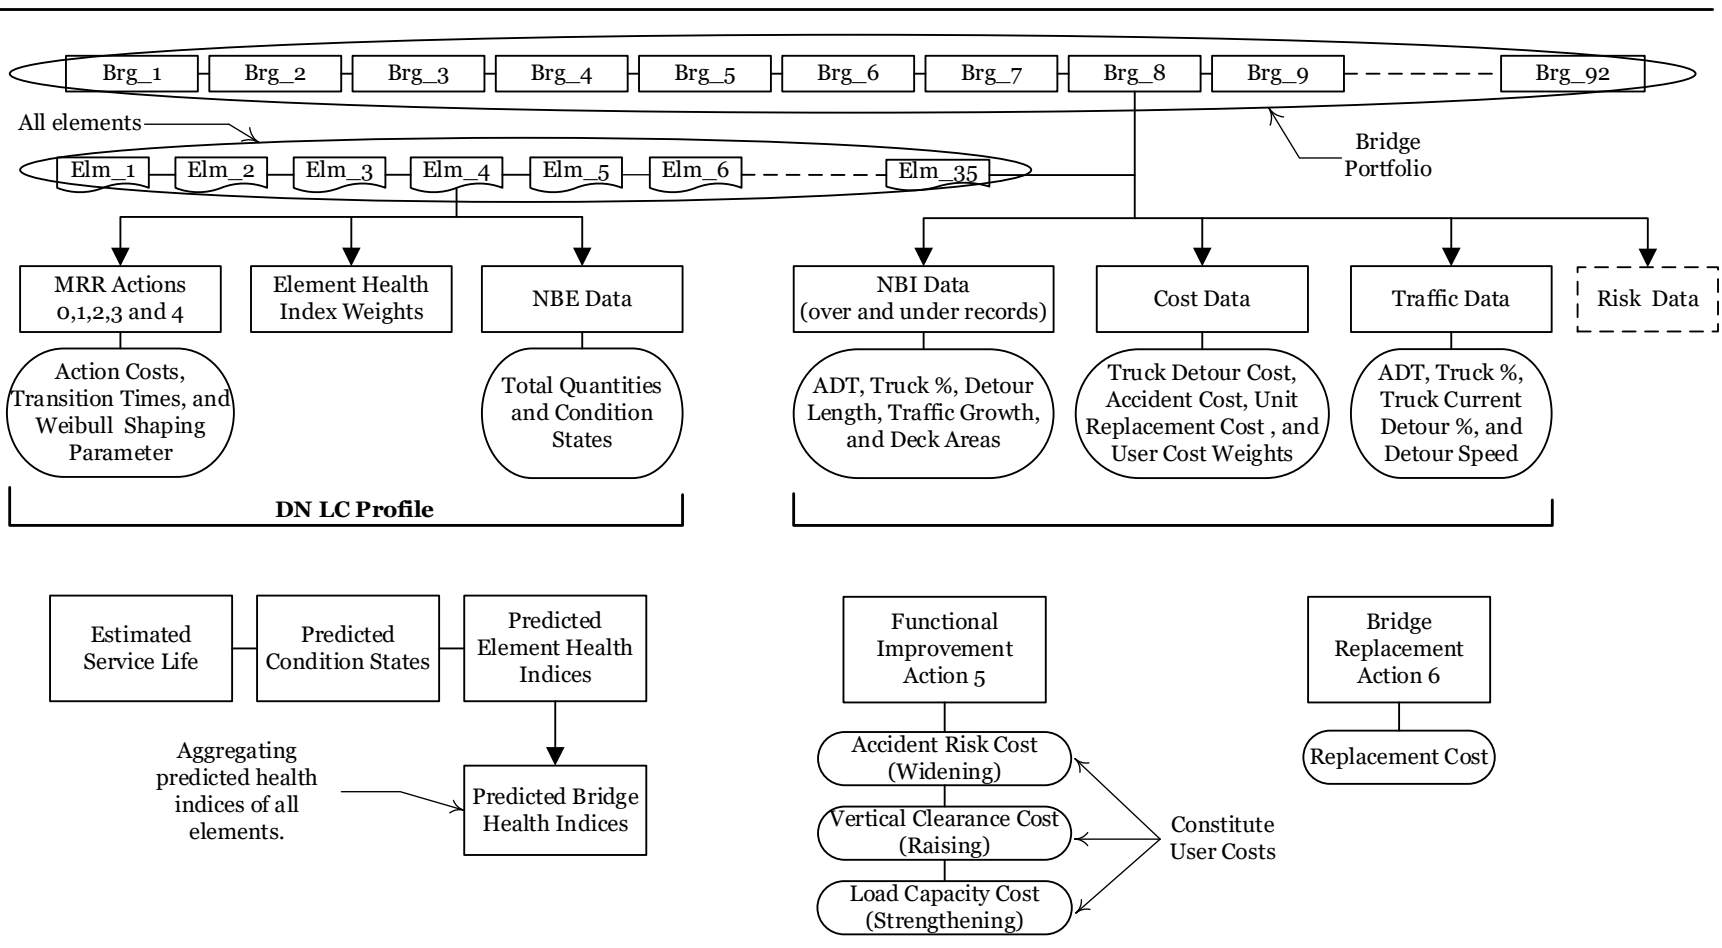 Brg_1
Brg_2
Brg_3
Brg_4
Brg_5
Brg_6
Brg_7
Brg_8
Brg_9
Brg_92
All elements
Bridge
Portfolio
Elm_1
Elm_2
Elm_3
Elm_4
Elm_5
Elm_6
Elm_35
MRR Actions
0,1,2,3 and 4
Element Health
Index Weights
NBE Data
NBI Data
(over and under records)
Cost Data
Traffic Data
Risk Data
Action Costs,
Transition Times, and
Weibull Shaping
Parameter
Total Quantities
and Condition
States
ADT, Truck %, Detour
Length, Traffic Growth,
and Deck Areas
Truck Detour Cost,
Accident Cost, Unit
Replacement Cost , and
User Cost Weights
ADT, Truck %,
Truck Current
Detour %, and
Detour Speed
DN LC Profile
Estimated
Service Life
Predicted
Condition States
Predicted
Element Health
Indices
Functional
Improvement
Action 5
Bridge
Replacement
Action 6
Aggregating
predicted health
indices of all
elements.
Predicted Bridge
Health Indices
Accident Risk Cost
(Widening)
Vertical Clearance Cost
(Raising)
Load Capacity Cost
(Strengthening)
Constitute
User Costs
Replacement Cost